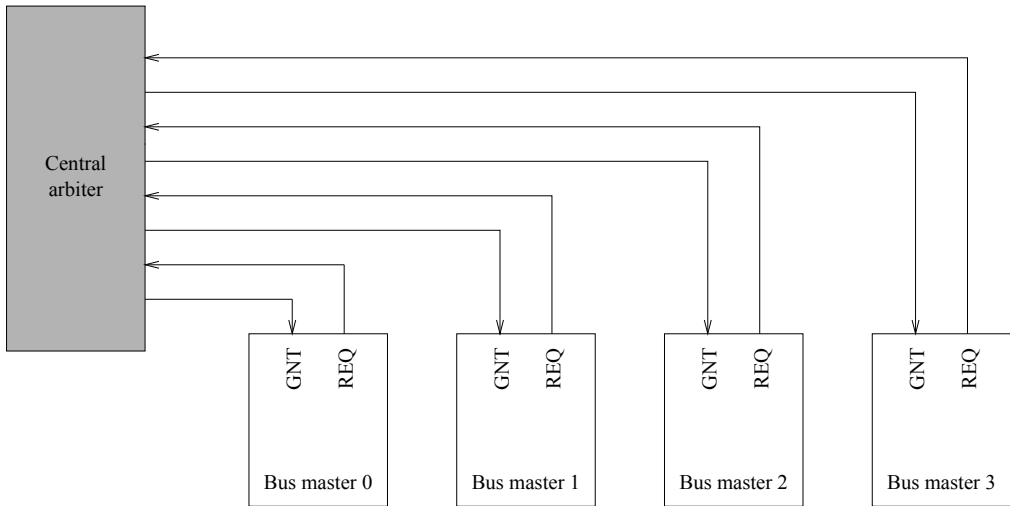 Central
arbiter
GNT
REQ
GNT
REQ
GNT
REQ
GNT
REQ
Bus master 0
Bus master 1
Bus master 2
Bus master 3